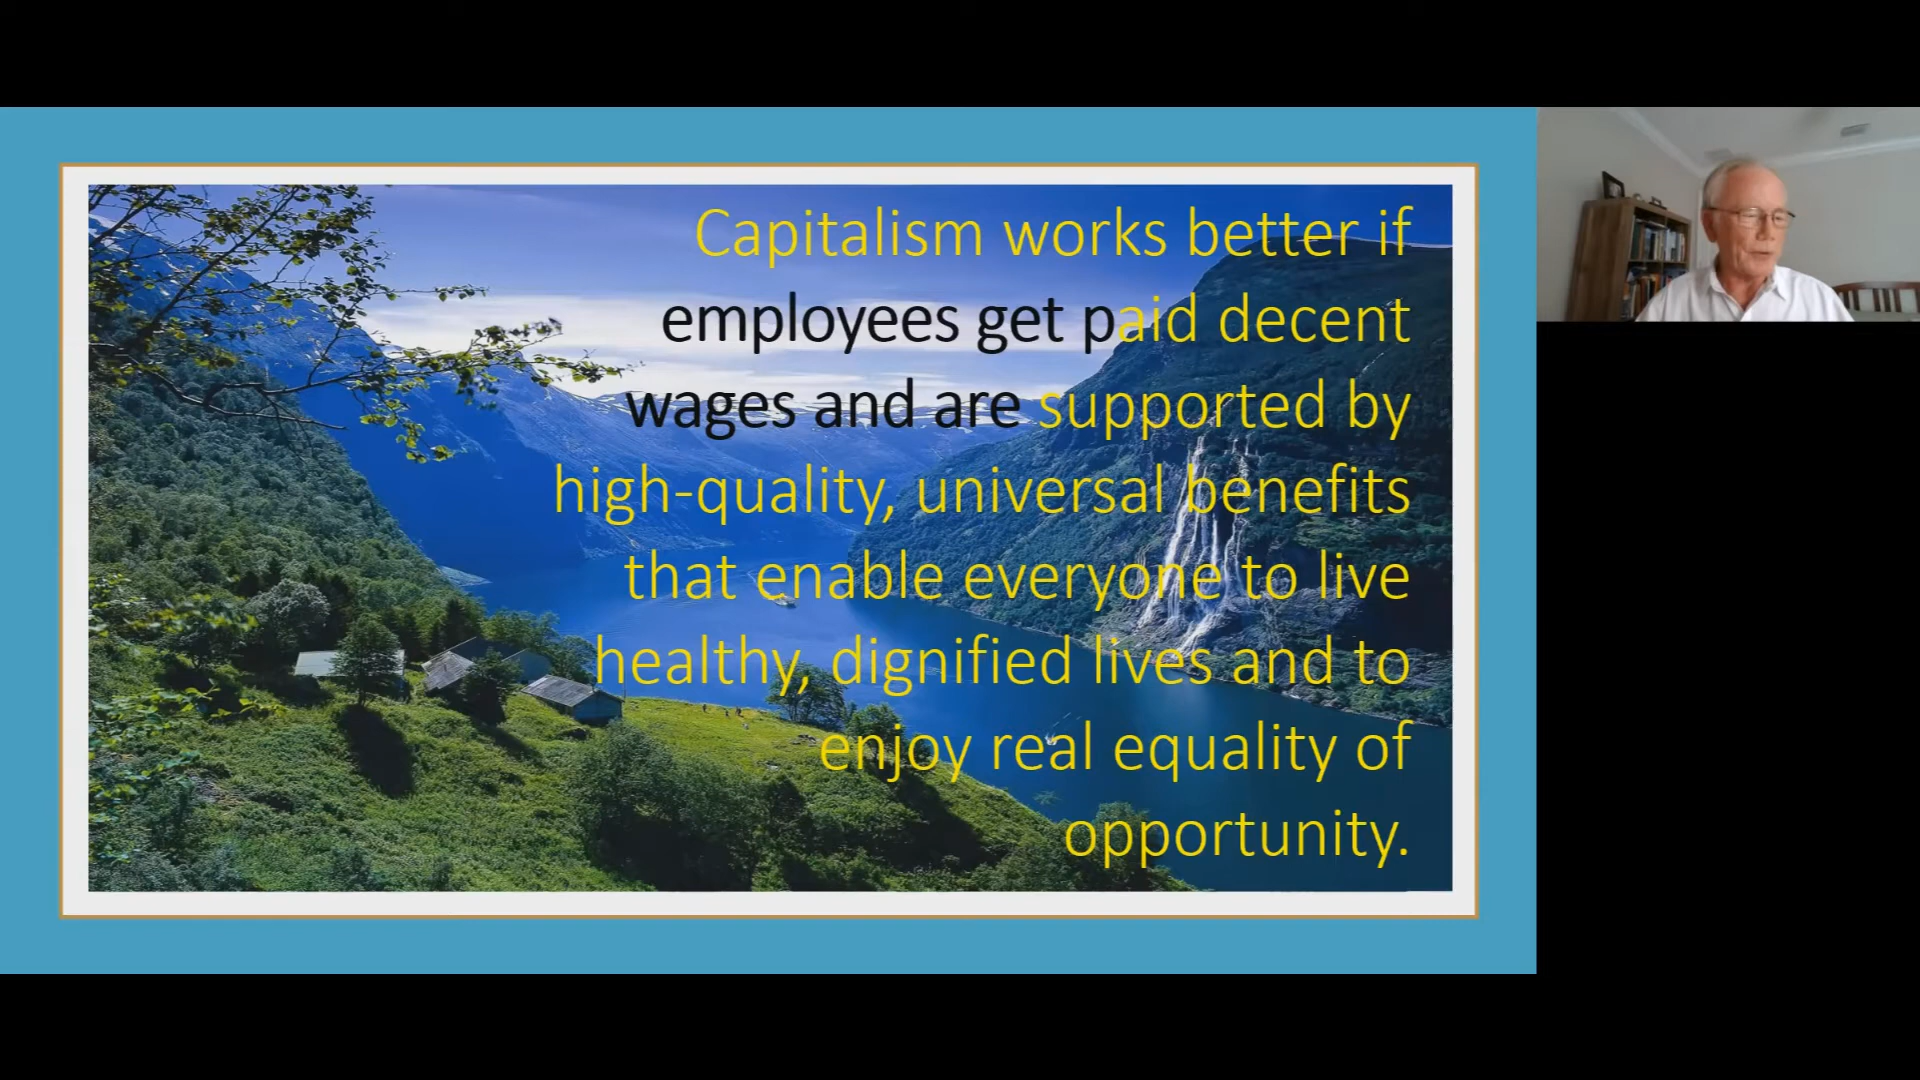 Capitalism works better if
employees get paid decent
wages and are supported by
high-quality, universal benefits
that enable everyone to live
healthy, dignified lives and to
enjoy real equality of
opportunity.